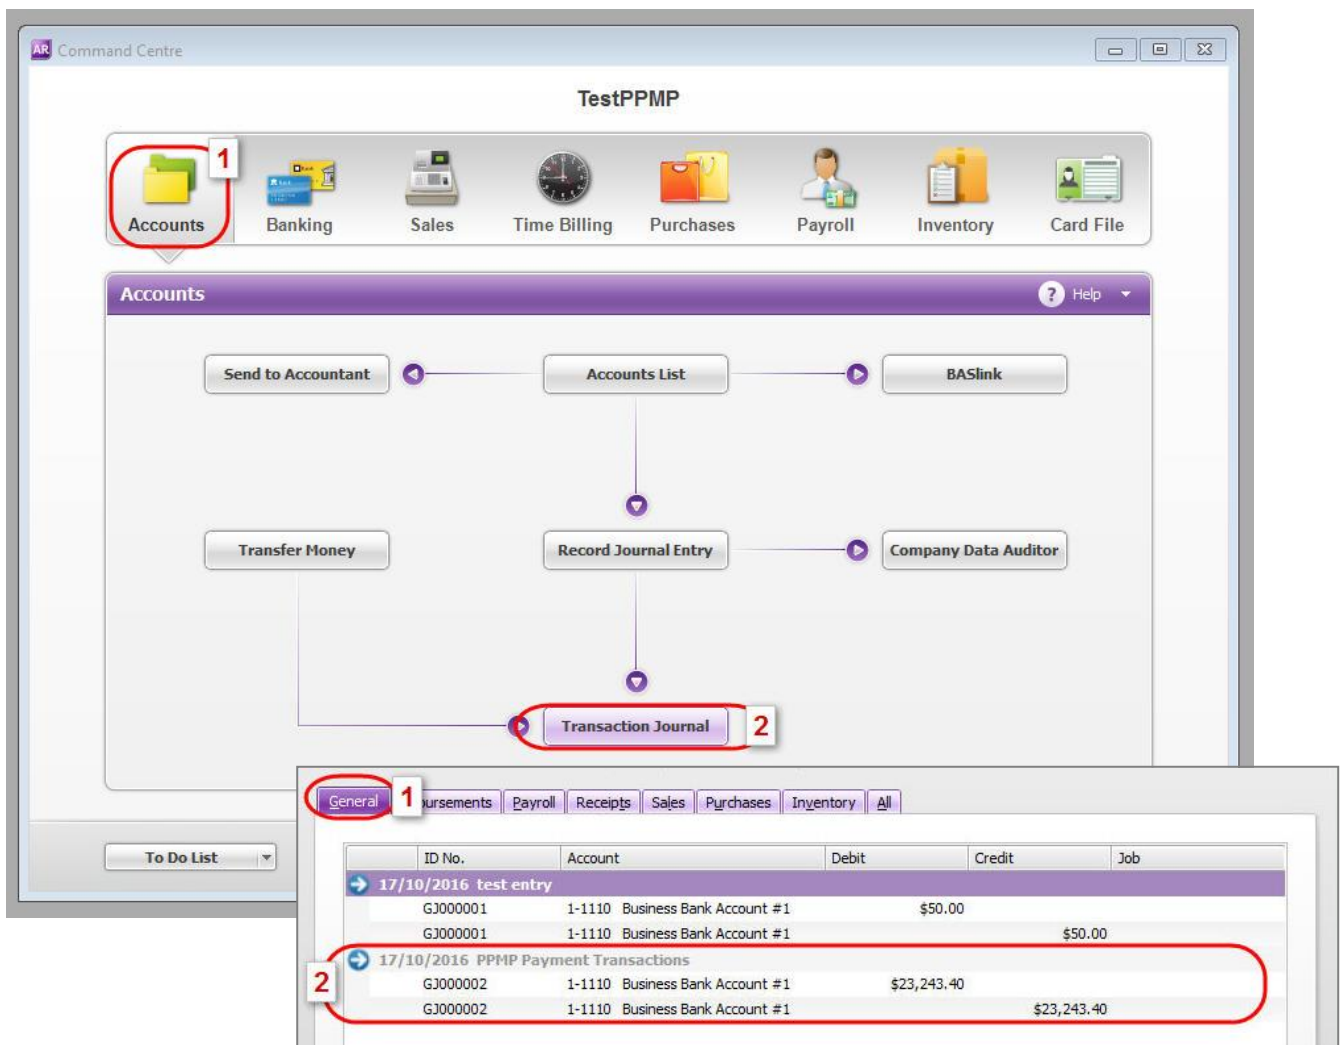 AR Command Centre
TestPPMP
1
Accounts Banking Sales Time Billing Purchases Payroll Inventory Card File
Accounts ? Help
Send to Accountant Accounts List BASlink
Transfer Money Record Journal Entry Company Data Auditor
Transaction Journal 2
General 1 ursements Payroll Receipts Sales Purchases Inventory All
To Do List
ID No. Account Debit Credit Job
17/10/2016 test entry
GJ000001 1-1110 Business Bank Account #1 $50.00
GJ000001 1-1110 Business Bank Account #1 $50.00
17/10/2016 PPMP Payment Transactions
2
GJ000002 1-1110 Business Bank Account #1 $23,243.40
GJ000002 1-1110 Business Bank Account #1 $23,243.40